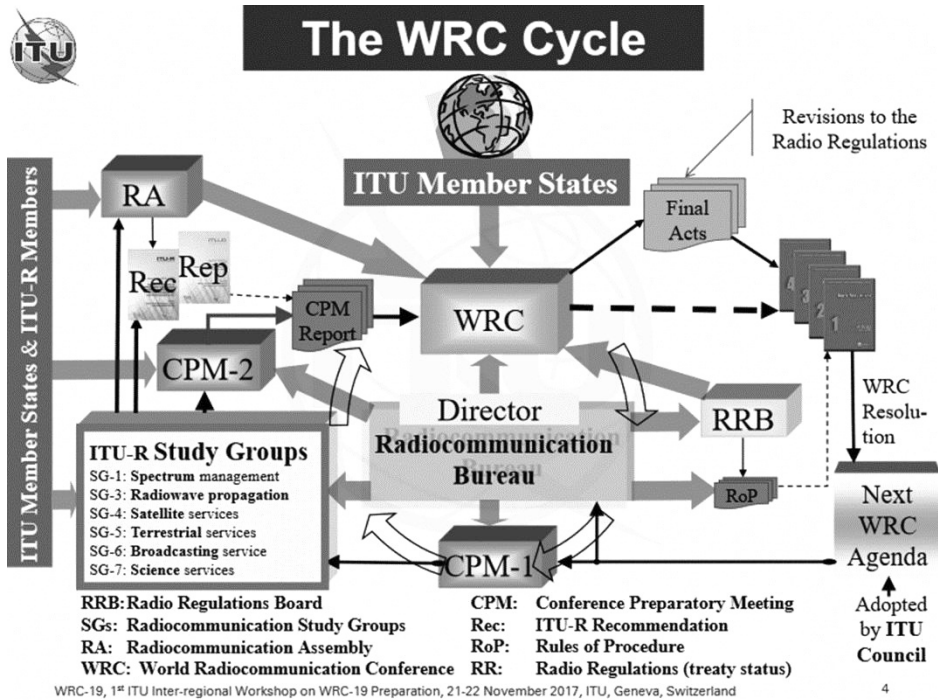 The WRC Cycle
ITU
Revisions to the
Radio Regulations
ITU Member States
ITU Member States & ITU-R Members
RA
Final
Acts
Rec
Rep
CPM
Report
WRC
4
3
2
1
CPM-2
WRC
Resolu-
tion
Director
Radiocommunication
Bureau
RRB
RoP
ITU-R Study Groups
SG-1: Spectrum management
SG-3: Radiowave propagation
SG-4: Satellite services
SG-5: Terrestrial services
SG-6: Broadcasting service
SG-7: Science services
CPM-1
Next
WRC
Agenda
Adopted
by ITU
Council
RRB: Radio Regulations Board
SGs: Radiocommunication Study Groups
RA: Radiocommunication Assembly
WRC: World Radiocommunication Conference
CPM: Conference Preparatory Meeting
Rec: ITU-R Recommendation
RoP: Rules of Procedure
RR: Radio Regulations (treaty status)
WRC-19, 1st ITU Inter-regional Workshop on WRC-19 Preparation, 21-22 November 2017, ITU, Geneva, Switzerland
4